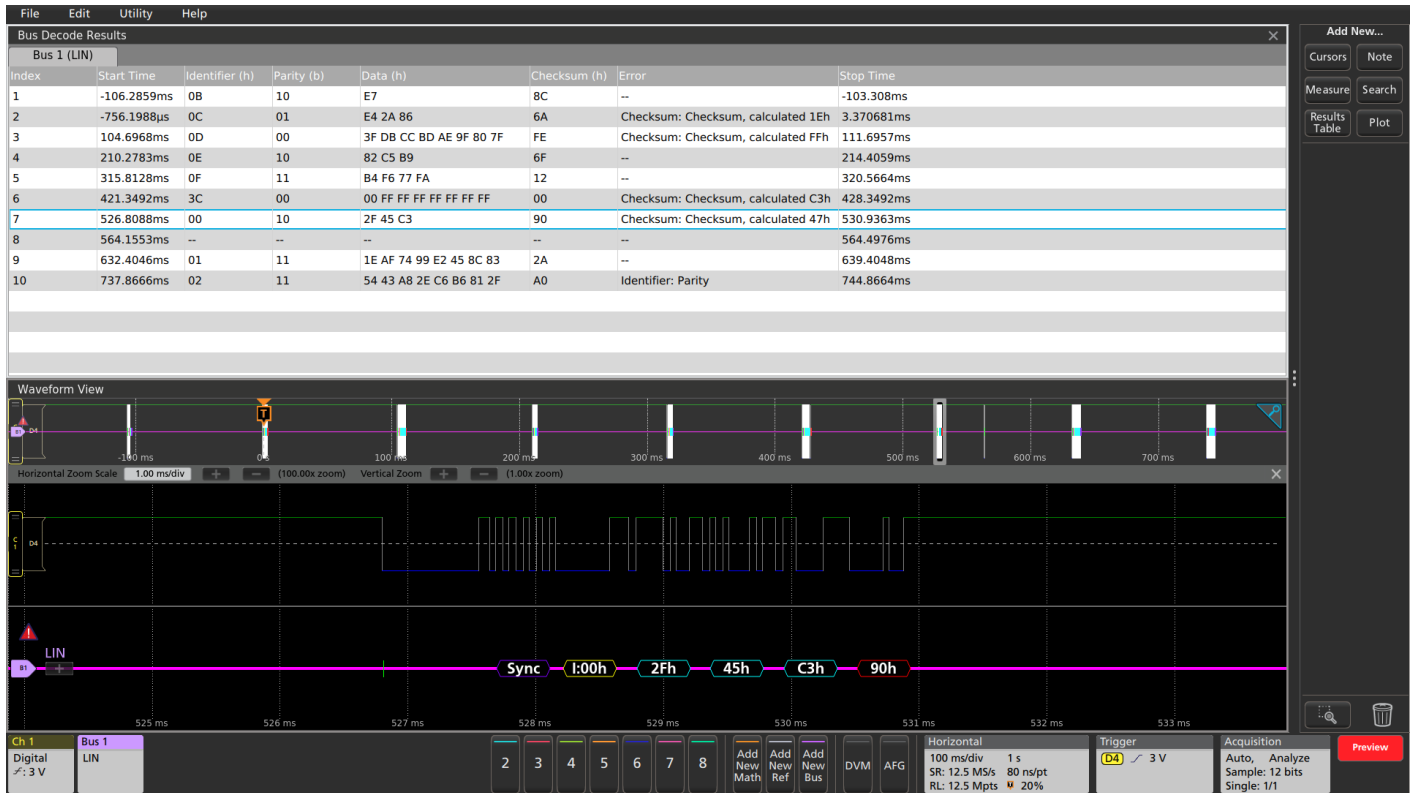 File Edit Utility Help
Bus Decode Results
Bus 1 (LIN)
Index Start Time Identifier (h) Parity (b) Data (h) Checksum (h) Error Stop Time
1 -106.2859ms 0B 10 E7 8C -- -103.308ms
2 -756.1988µs 0C 01 E4 2A 86 6A Checksum: Checksum, calculated 1Eh 3.370681ms
3 104.6968ms 0D 00 3F DB CC BD AE 9F 80 7F FE Checksum: Checksum, calculated FFh 111.6957ms
4 210.2783ms 0E 10 82 C5 B9 6F -- 214.4059ms
5 315.8128ms 0F 11 B4 F6 77 FA 12 -- 320.5664ms
6 421.3492ms 3C 00 00 FF FF FF FF FF FF FF 00 Checksum: Checksum, calculated C3h 428.3492ms
7 526.8088ms 00 10 2F 45 C3 90 Checksum: Checksum, calculated 47h 530.9363ms
8 564.1553ms -- -- -- -- -- 564.4976ms
9 632.4046ms 01 11 1E AF 74 99 E2 45 8C 83 2A -- 639.4048ms
10 737.8666ms 02 11 54 43 A8 2E C6 B6 81 2F A0 Identifier: Parity 744.8664ms
Waveform View
T
B1 D4
-100 ms 0 s 100 ms 200 ms 300 ms 400 ms 500 ms 600 ms 700 ms
Horizontal Zoom Scale 1.00 ms/div + − (100.00x zoom) Vertical Zoom + − (1.00x zoom)
C1 D4
LIN
B1 + Sync I:00h 2Fh 45h C3h 90h
525 ms 526 ms 527 ms 528 ms 529 ms 530 ms 531 ms 532 ms 533 ms
Add New...
Cursors Note
Measure Search
Results Table Plot
Ch 1
Digital
: 3 V
Bus 1
LIN
2 3 4 5 6 7 8
Add New Math
Add New Ref
Add New Bus
DVM AFG
Horizontal
100 ms/div 1 s
SR: 12.5 MS/s 80 ns/pt
RL: 12.5 Mpts 20%
Trigger
D4 3 V
Acquisition
Auto, Analyze
Sample: 12 bits
Single: 1/1
Preview